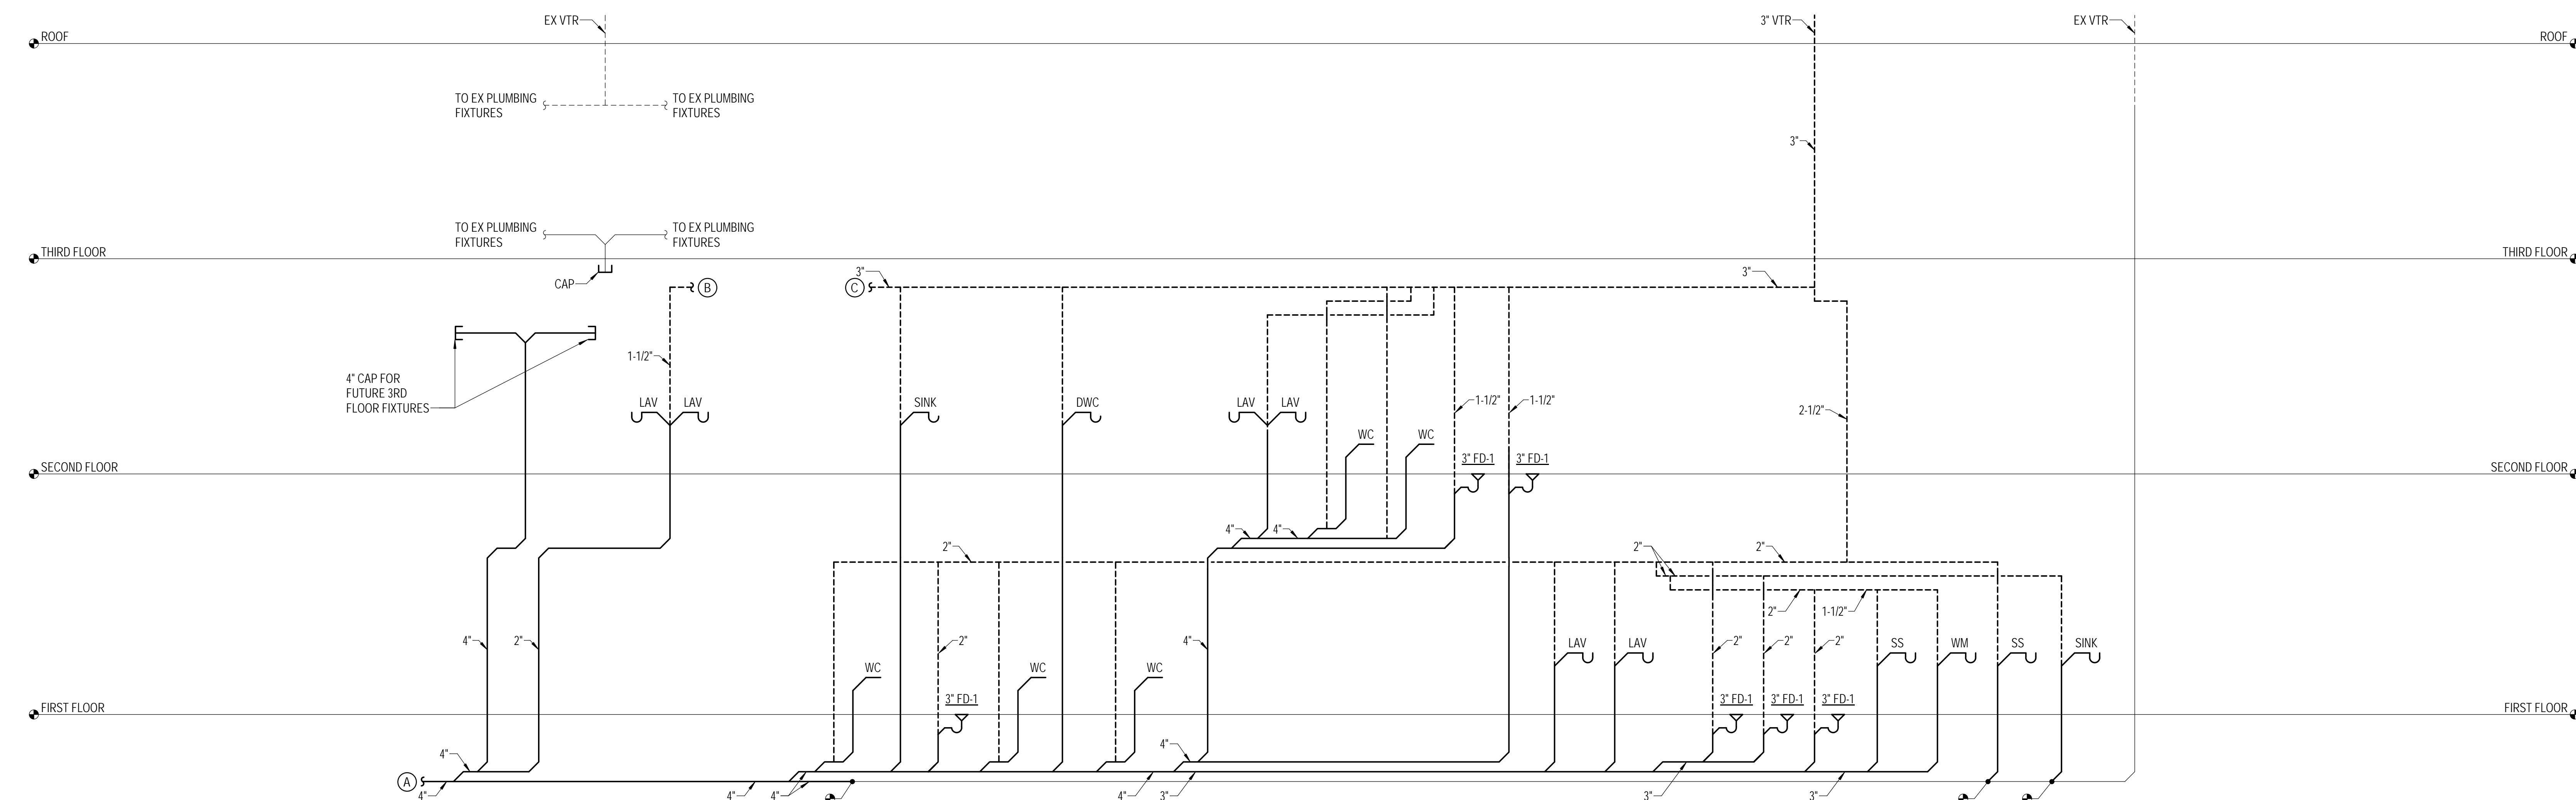 EX VTR
3" VTR
EX VTR
ROOF
ROOF
TO EX PLUMBING
FIXTURES
TO EX PLUMBING
FIXTURES
3"
TO EX PLUMBING
FIXTURES
TO EX PLUMBING
FIXTURES
THIRD FLOOR
THIRD FLOOR
CAP
B
C
3"
3"
1-1/2"
4" CAP FOR
FUTURE 3RD
FLOOR FIXTURES
LAV
LAV
SINK
DWC
LAV
LAV
1-1/2"
1-1/2"
2-1/2"
WC
WC
3" FD-1
3" FD-1
SECOND FLOOR
SECOND FLOOR
4"
4"
2"
2"
2"
2"
1-1/2"
4"
2"
2"
4"
LAV
LAV
2"
2"
2"
SS
WM
SS
SINK
WC
WC
WC
3" FD-1
3" FD-1
3" FD-1
3" FD-1
FIRST FLOOR
FIRST FLOOR
4"
4"
A
4"
4"
4"
4"
3"
3"
3"